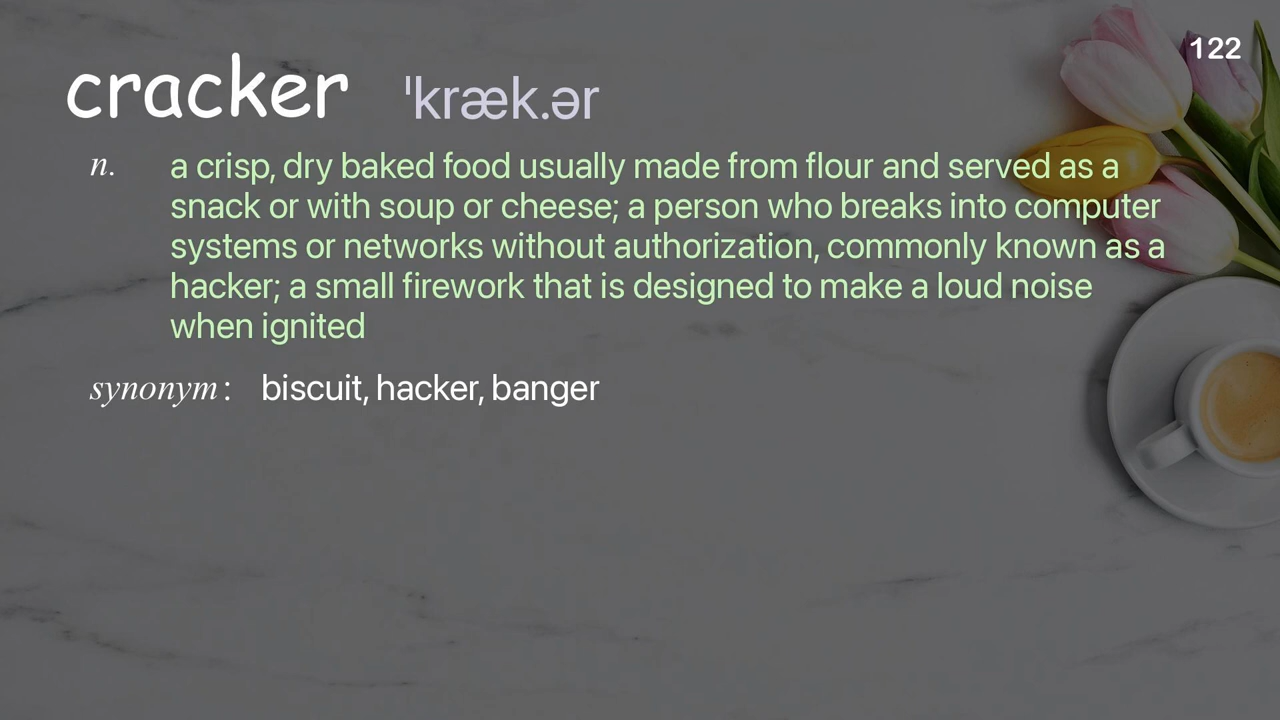 122
cracker ˈkræk.ər
n. a crisp, dry baked food usually made from flour and served as a
snack or with soup or cheese; a person who breaks into computer
systems or networks without authorization, commonly known as a
hacker; a small firework that is designed to make a loud noise
when ignited
synonym: biscuit, hacker, banger